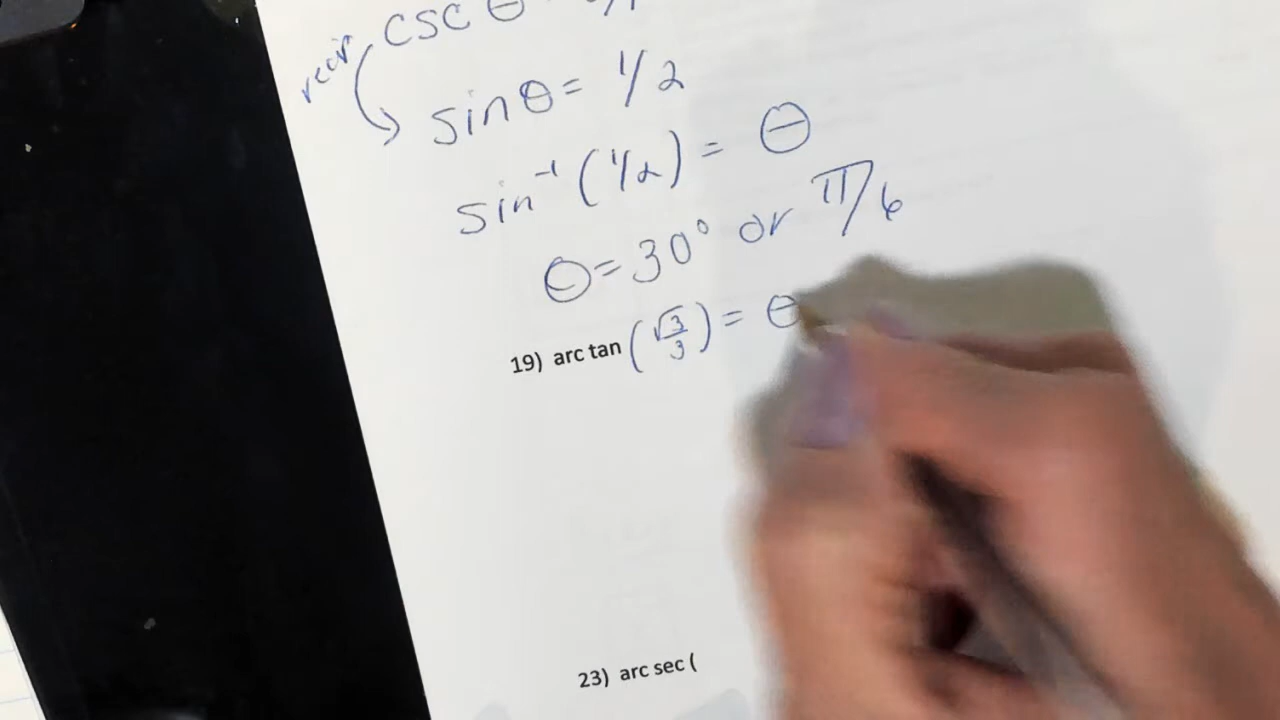 recip csc θ
sin θ = 1/2
sin⁻¹ (1/2) = θ
θ = 30° or π/6
19) arc tan (√3/3) = θ
23) arc sec (